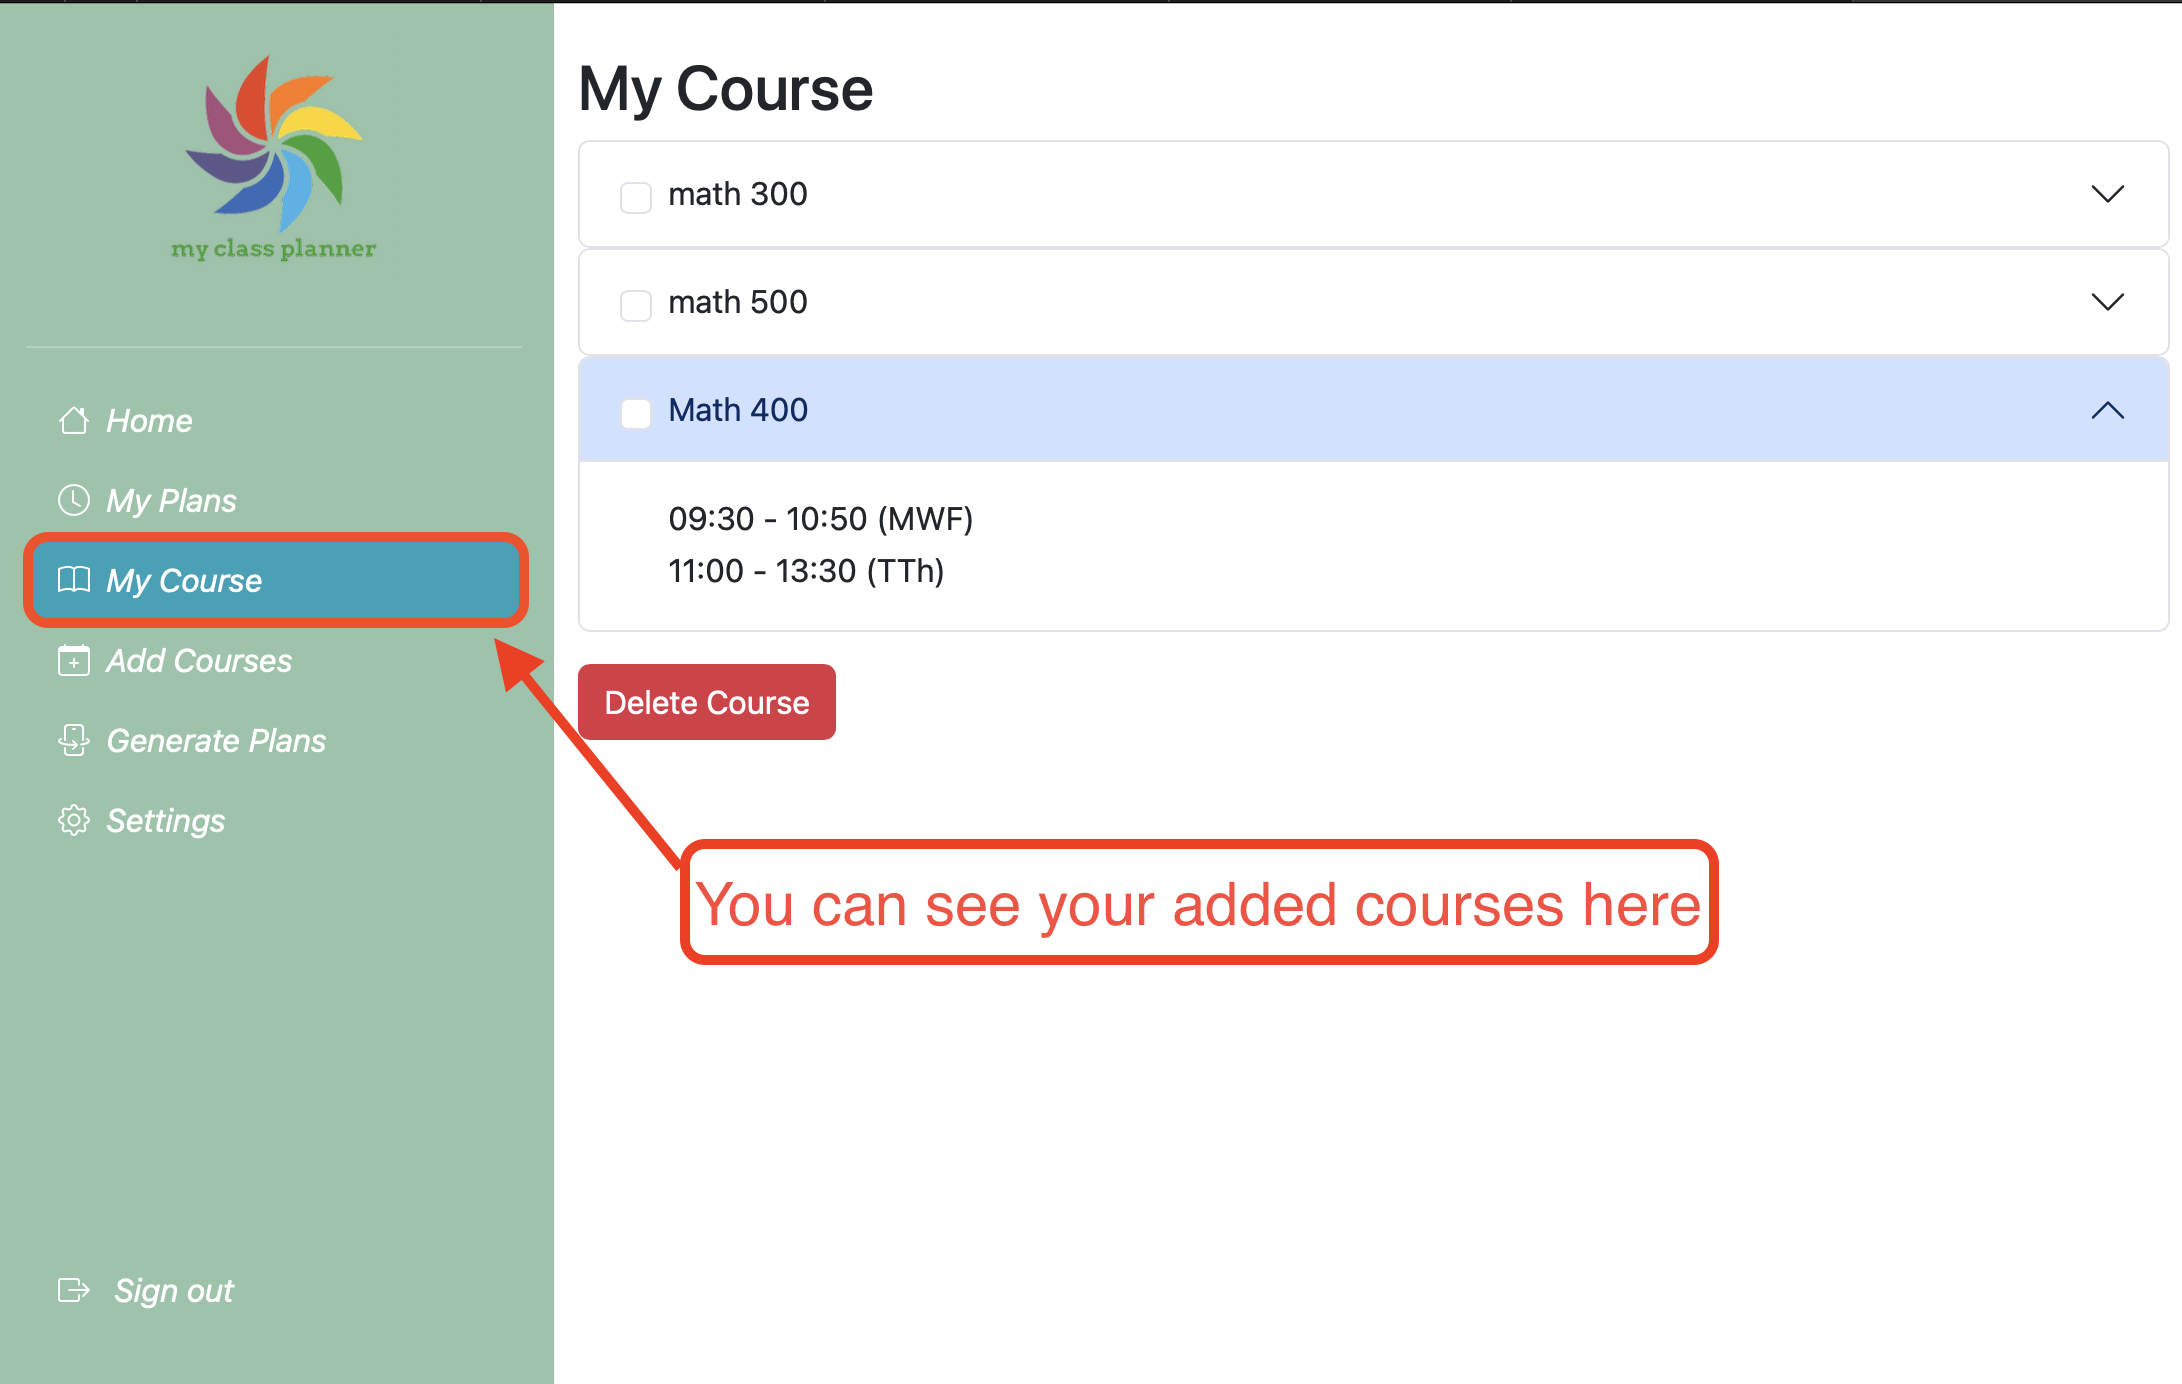 my class planner
Home
My Plans
My Course
Add Courses
Generate Plans
Settings
Sign out
My Course
math 300
math 500
Math 400
09:30 - 10:50 (MWF)
11:00 - 13:30 (TTh)
Delete Course
You can see your added courses here